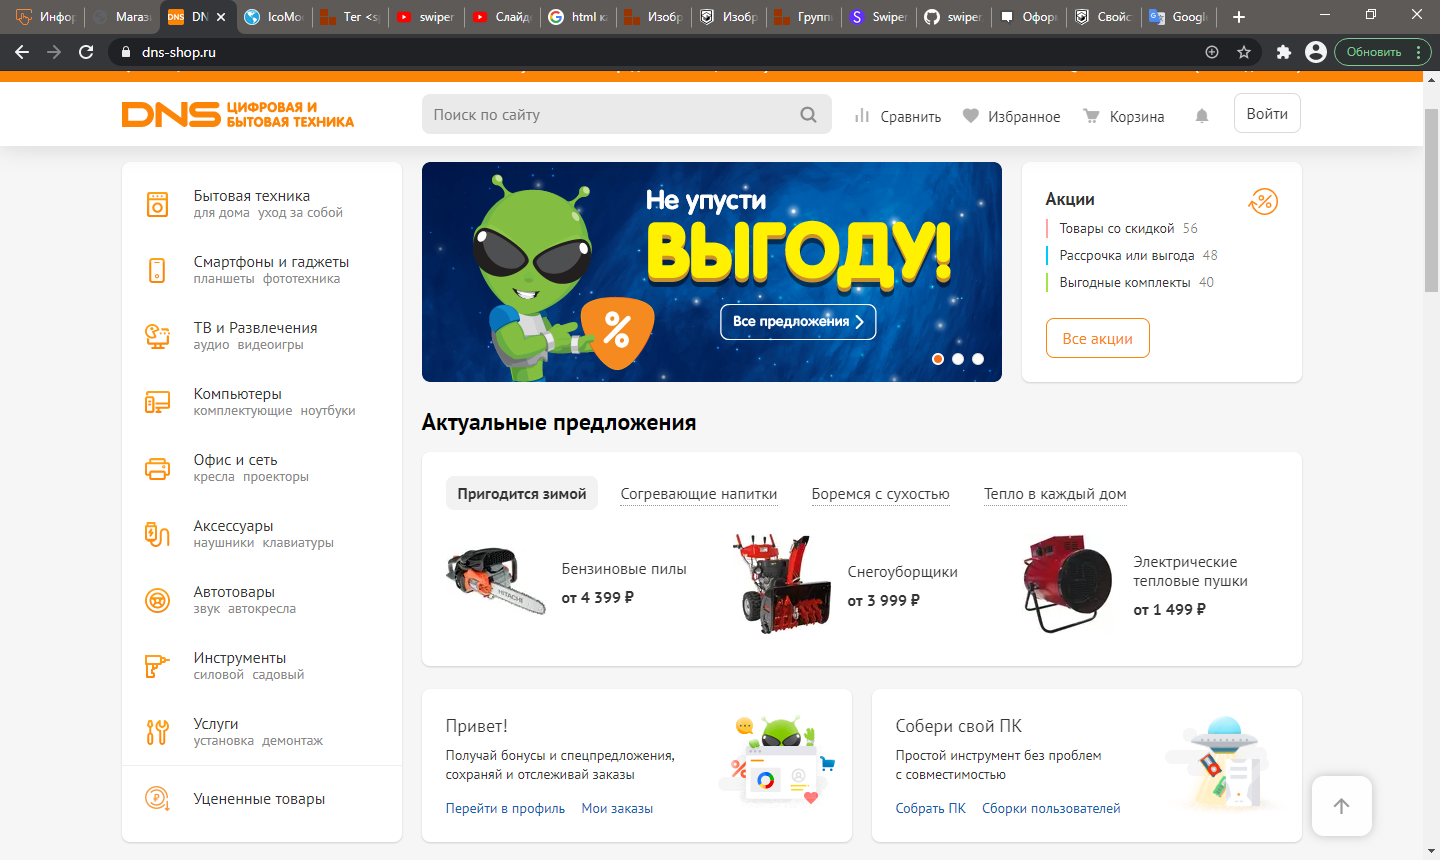 Инфор
Магаз
DNS
DN
IcoMo
Тег <s
swiper
Слайд
html к
Изобр
Изобр
Групп
Swiper
swiper
Оформ
Свойс
Googl
dns-shop.ru
Обновить
DNS ЦИФРОВАЯ И
БЫТОВАЯ ТЕХНИКА
Поиск по сайту
Сравнить
Избранное
Корзина
Войти
Бытовая техника
для дома уход за собой
Смартфоны и гаджеты
планшеты фототехника
ТВ и Развлечения
аудио видеоигры
Компьютеры
комплектующие ноутбуки
Офис и сеть
кресла проекторы
Аксессуары
наушники клавиатуры
Автотовары
звук автокресла
Инструменты
силовой садовый
Услуги
установка демонтаж
Уцененные товары
Не упусти
ВЫГОДУ!
%
Все предложения
Акции
Товары со скидкой 56
Рассрочка или выгода 48
Выгодные комплекты 40
Все акции
Актуальные предложения
Пригодится зимой
Согревающие напитки
Боремся с сухостью
Тепло в каждый дом
HITACHI
Бензиновые пилы
от 4 399 ₽
Снегоуборщики
от 3 999 ₽
Электрические
тепловые пушки
от 1 499 ₽
Привет!
Получай бонусы и спецпредложения,
сохраняй и отслеживай заказы
Перейти в профиль
Мои заказы
Собери свой ПК
Простой инструмент без проблем
с совместимостью
Собрать ПК
Сборки пользователей